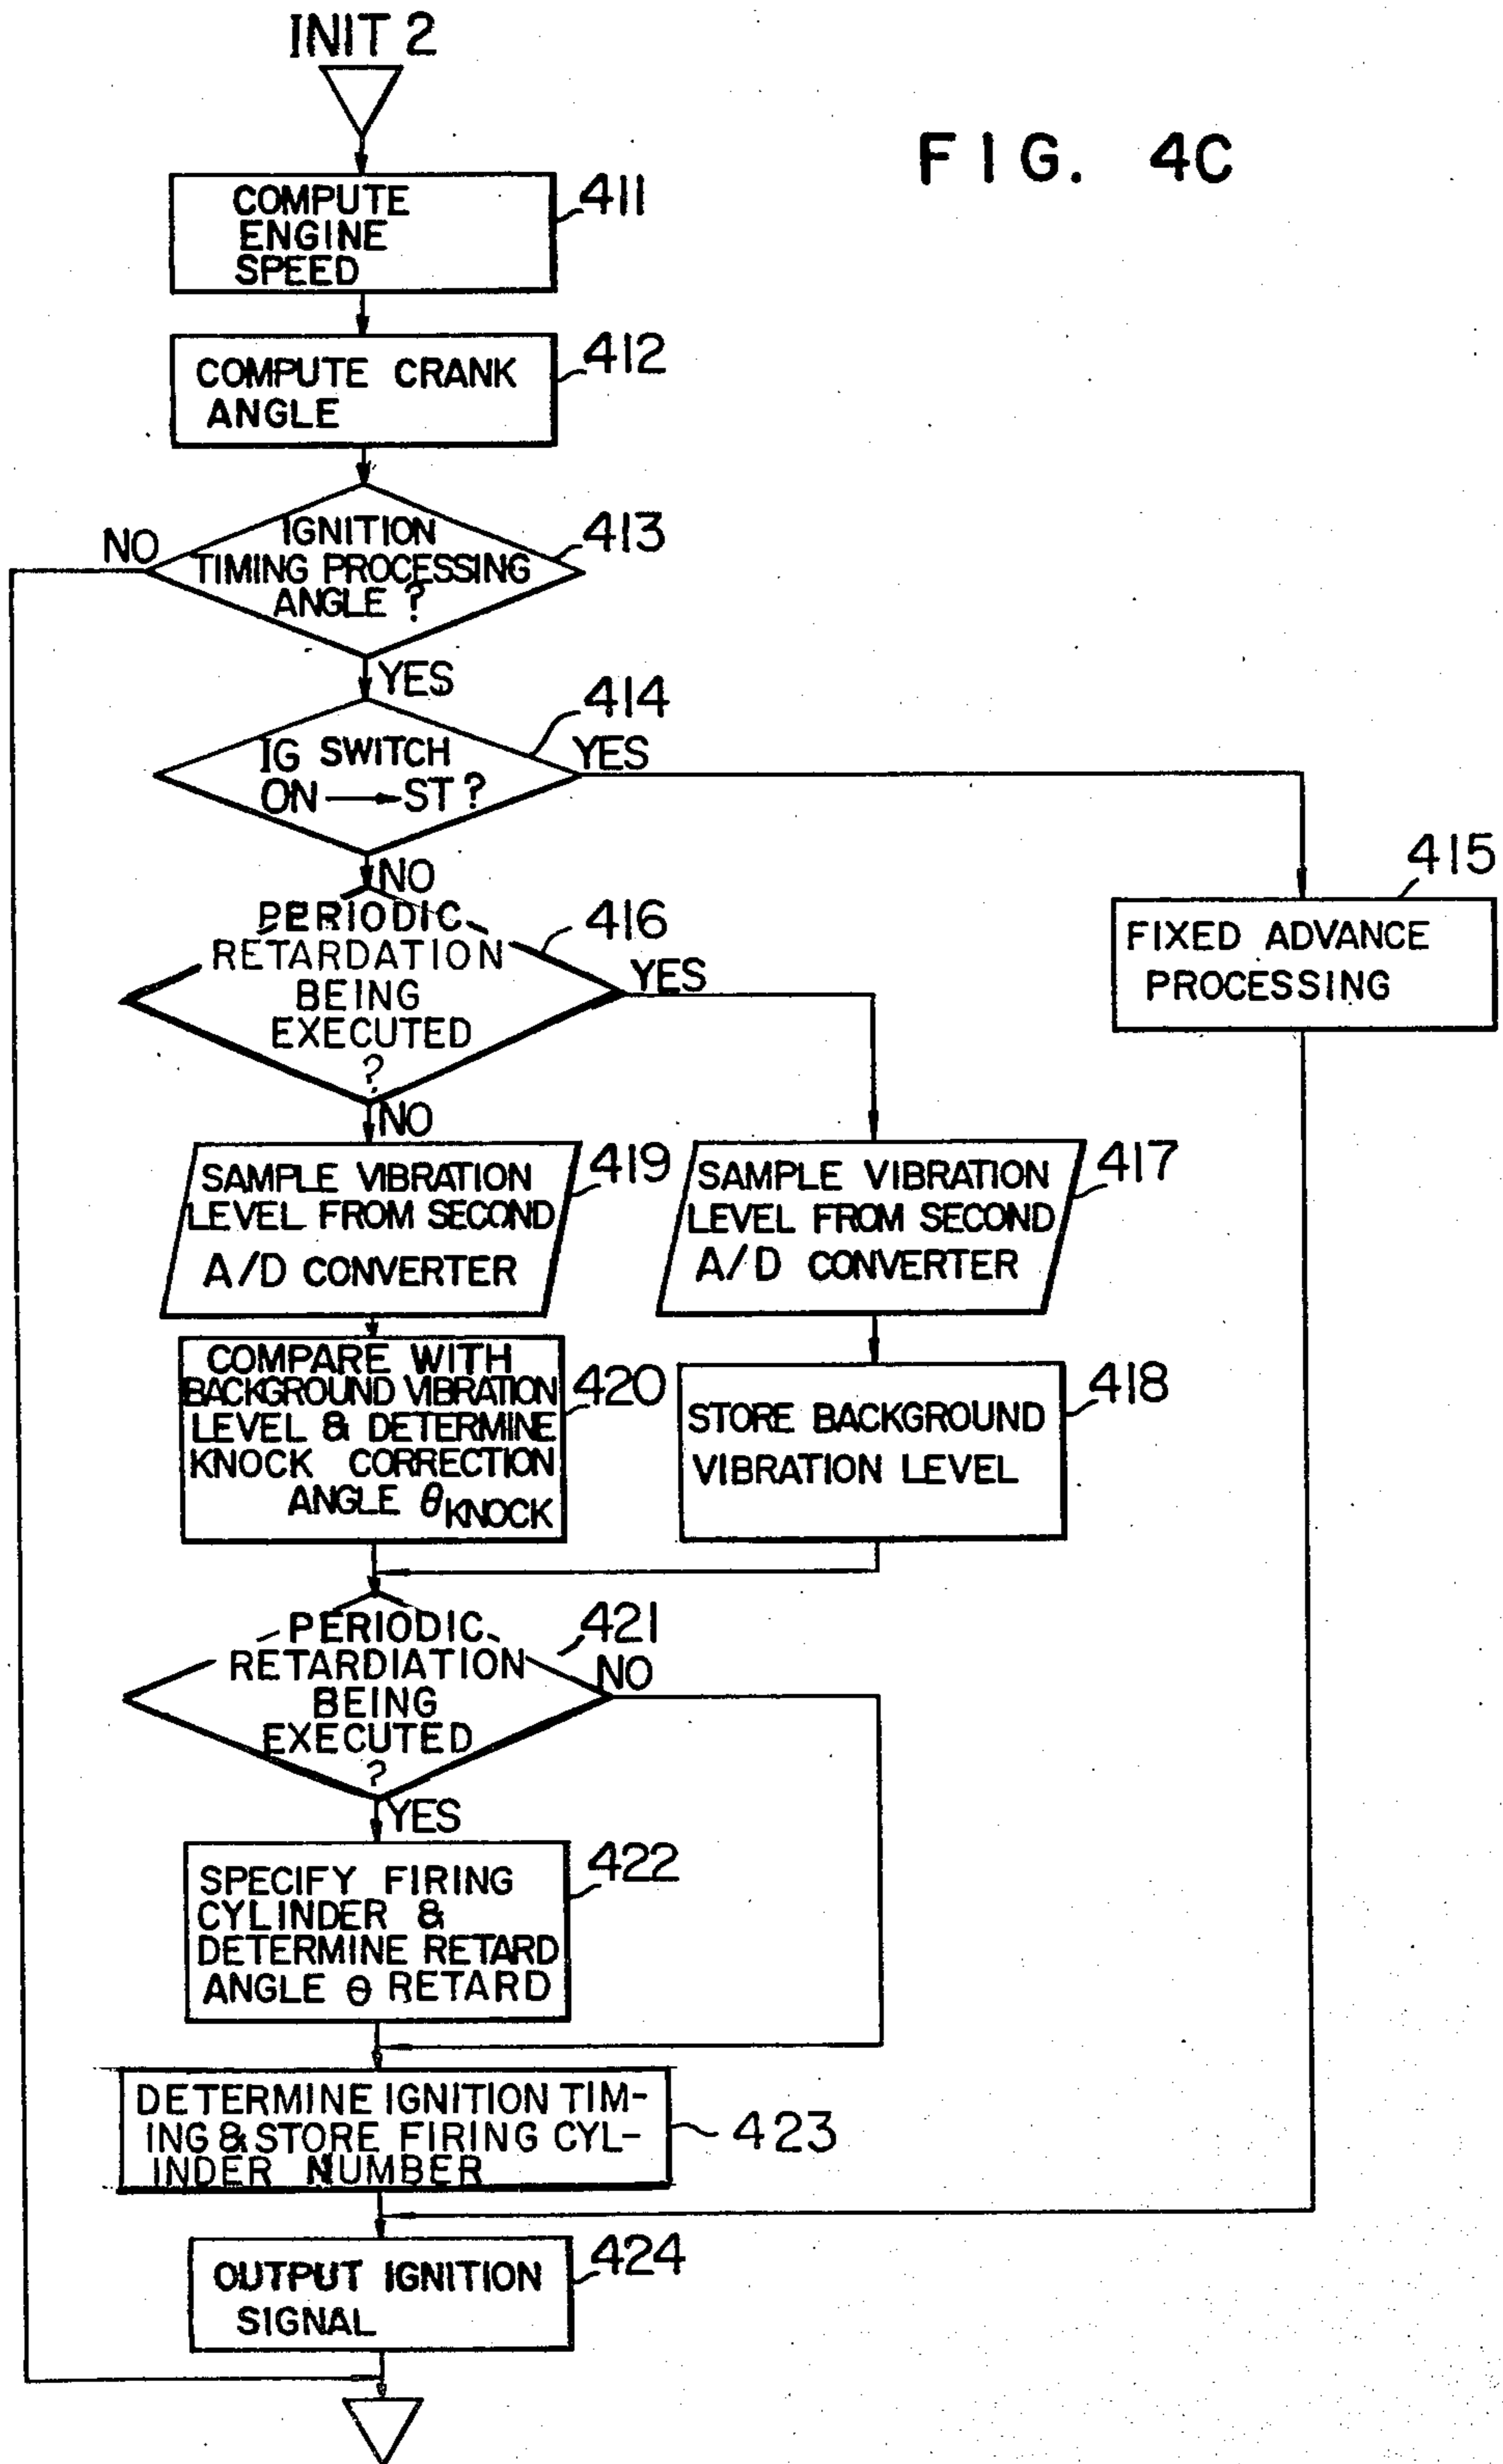 INIT 2
FIG. 4C
COMPUTE
ENGINE
SPEED
411
COMPUTE CRANK
ANGLE
412
NO
IGNITION
TIMING PROCESSING
ANGLE ?
413
YES
IG SWITCH
ON → ST ?
414
YES
NO
415
FIXED ADVANCE
PROCESSING
PERIODIC
RETARDATION
BEING
EXECUTED
?
416
YES
NO
SAMPLE VIBRATION
LEVEL FROM SECOND
A/D CONVERTER
419
SAMPLE VIBRATION
LEVEL FROM SECOND
A/D CONVERTER
417
COMPARE WITH
BACKGROUND VIBRATION
LEVEL & DETERMINE
KNOCK CORRECTION
ANGLE θKNOCK
420
STORE BACKGROUND
VIBRATION LEVEL
418
PERIODIC
RETARDIATION
BEING
EXECUTED
?
421
NO
YES
SPECIFY FIRING
CYLINDER &
DETERMINE RETARD
ANGLE θ RETARD
422
DETERMINE IGNITION TIM-
ING & STORE FIRING CYL-
INDER NUMBER
423
OUTPUT IGNITION
SIGNAL
424